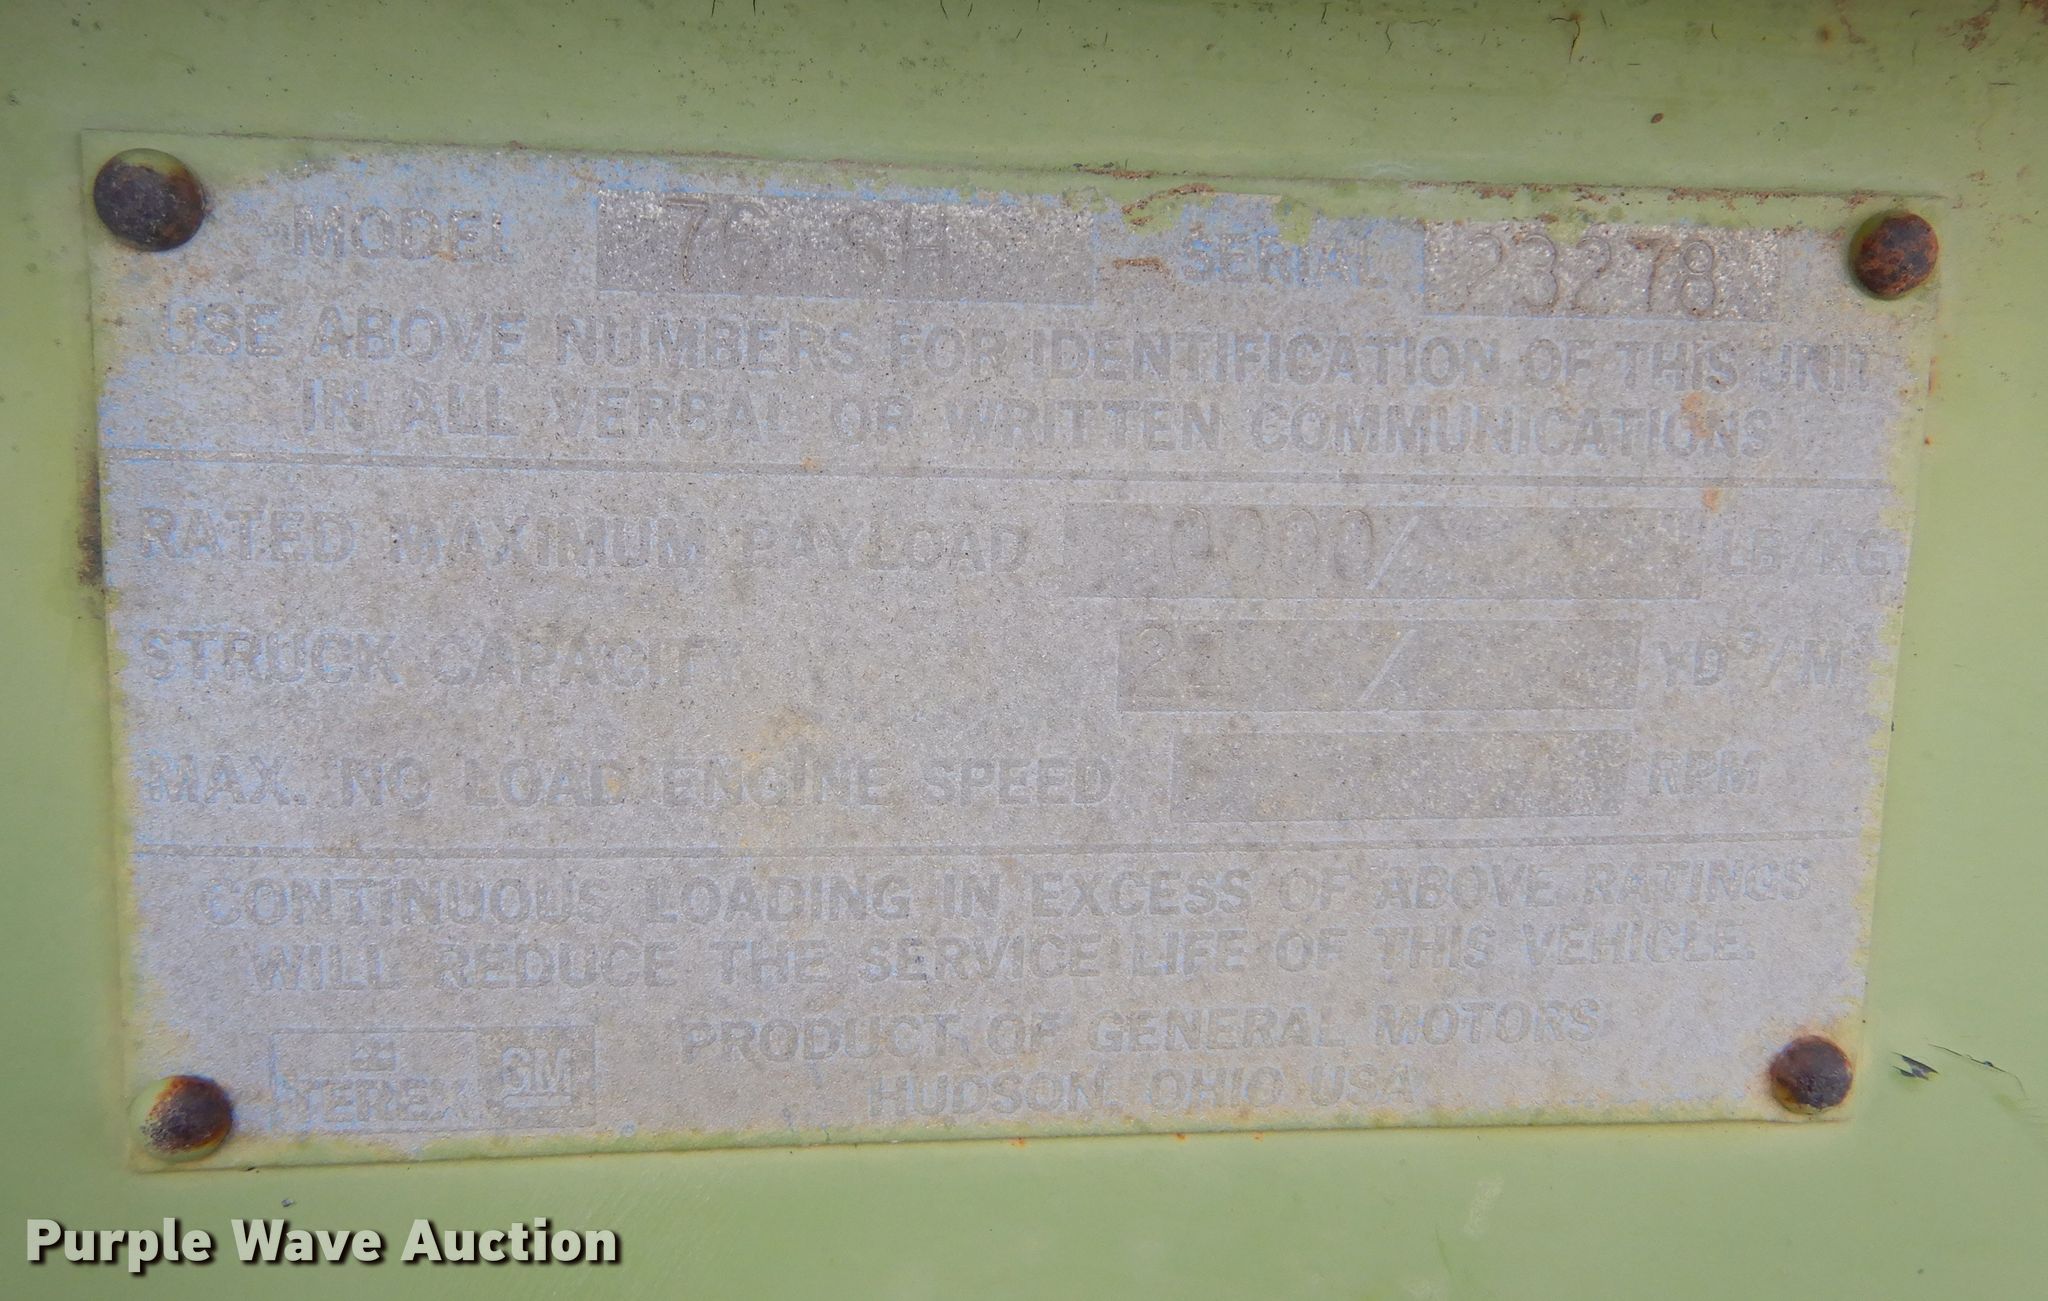 MODEL 76 SH SERIAL 23278
USE ABOVE NUMBERS FOR IDENTIFICATION OF THIS UNIT
IN ALL VERBAL OR WRITTEN COMMUNICATIONS
RATED MAXIMUM PAYLOAD / LB/KG
STRUCK CAPACITY 21 / YD³/M³
MAX. NO LOAD ENGINE SPEED RPM
CONTINUOUS LOADING IN EXCESS OF ABOVE RATINGS
WILL REDUCE THE SERVICE LIFE OF THIS VEHICLE.
TEREX GM
PRODUCT OF GENERAL MOTORS
HUDSON, OHIO USA
Purple Wave Auction